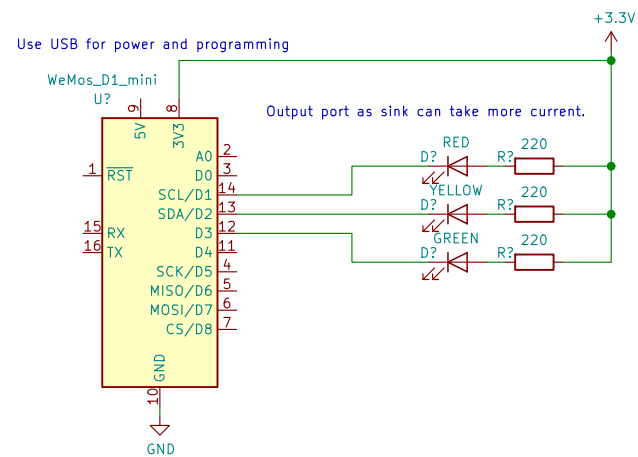 +3.3V
Use USB for power and programming
WeMos_D1_mini
U?
9
8
5V
3V3
Output port as sink can take more current.
RED
220
D?
R?
A0
2
1
RST
D0
3
SCL/D1
14
YELLOW
220
D?
R?
SDA/D2
13
15
RX
D3
12
GREEN
220
D?
R?
16
TX
D4
11
SCK/D5
4
MISO/D6
5
MOSI/D7
6
CS/D8
7
GND
10
GND